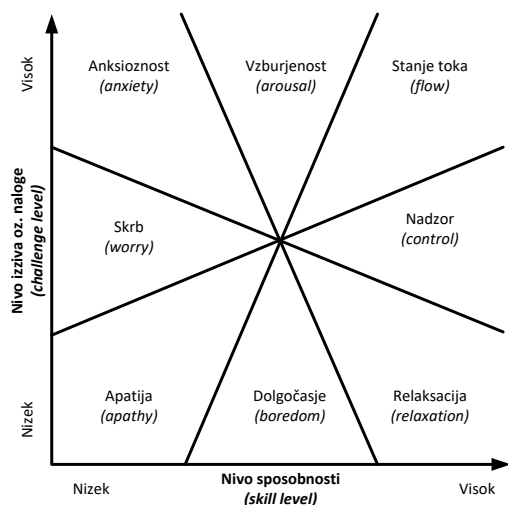 Visok
Anksioznost
(anxiety)
Vzburjenost
(arousal)
Stanje toka
(flow)
Nivo izziva oz. naloge
(challenge level)
Skrb
(worry)
Nadzor
(control)
Nizek
Apatija
(apathy)
Dolgočasje
(boredom)
Relaksacija
(relaxation)
Nizek
Nivo sposobnosti
(skill level)
Visok